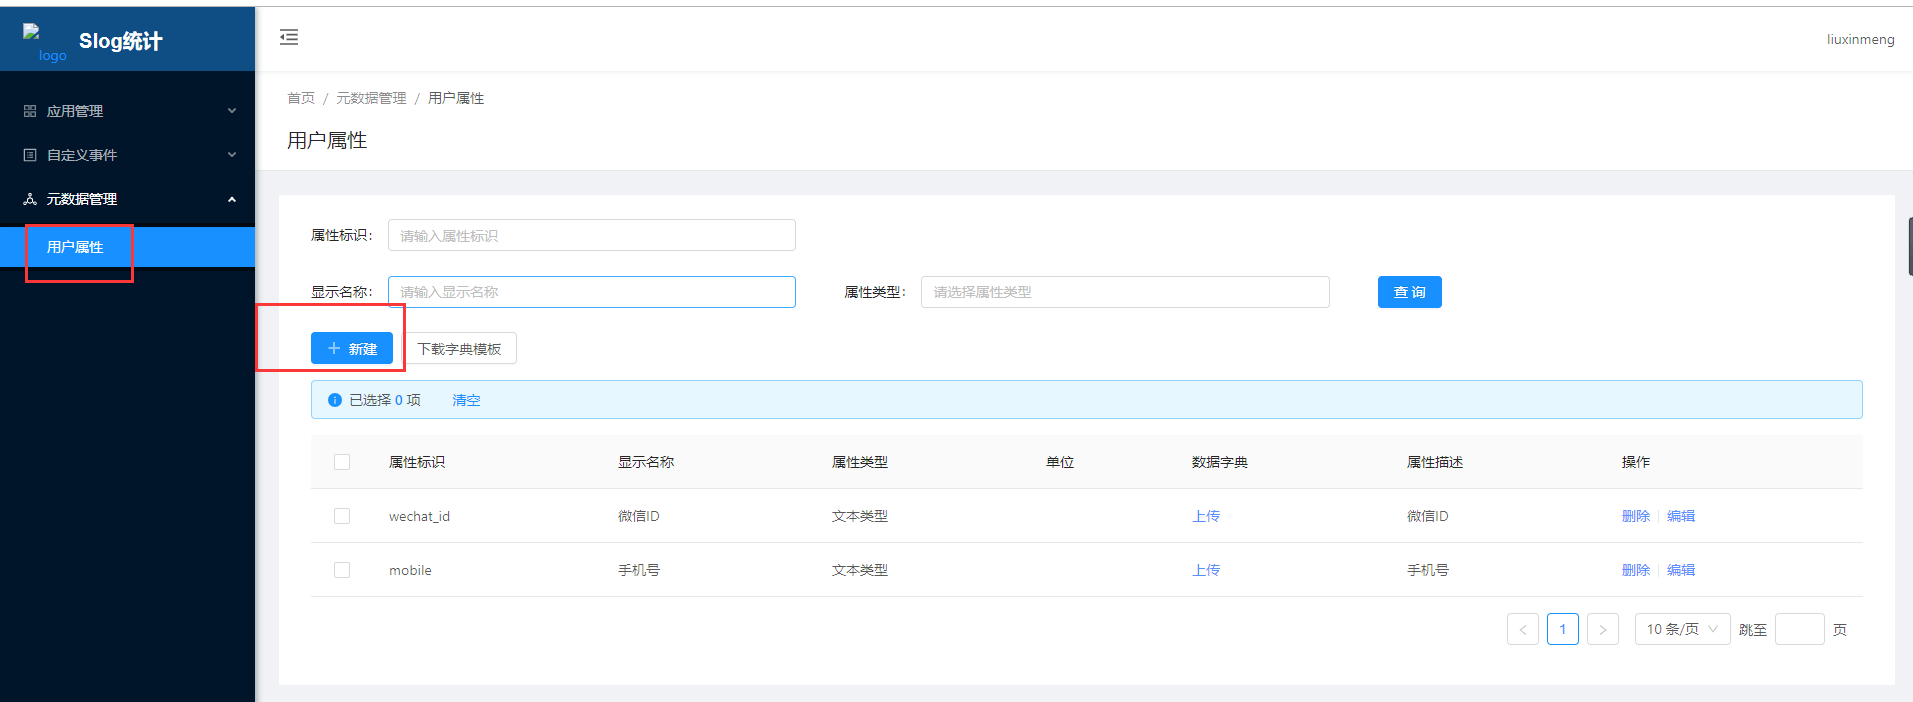 logo
Slog统计
liuxinmeng
应用管理
自定义事件
元数据管理
用户属性
首页 / 元数据管理 / 用户属性
用户属性
属性标识：
请输入属性标识
显示名称：
请输入显示名称
属性类型：
请选择属性类型
查 询
+ 新建
下载字典模板
已选择 0 项 清空
属性标识 显示名称 属性类型 单位 数据字典 属性描述 操作
wechat_id 微信ID 文本类型 上传 微信ID 删除 编辑
mobile 手机号 文本类型 上传 手机号 删除 编辑
< 1 > 10 条/页 跳至 页